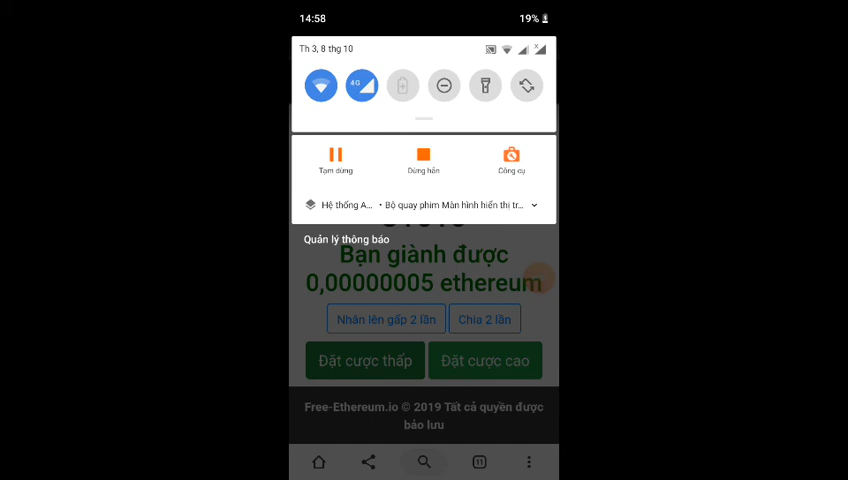 14:58
19%
Th 3, 8 thg 10
4G
Tạm dừng
Dừng hẳn
Công cụ
Hệ thống A... • Bộ quay phim Màn hình hiển thị tr...
Quản lý thông báo
Bạn giành được
0,00000005 ethereum
Nhân lên gấp 2 lần
Chia 2 lần
Đặt cược thấp
Đặt cược cao
Free-Ethereum.io © 2019 Tất cả quyền được
bảo lưu
11